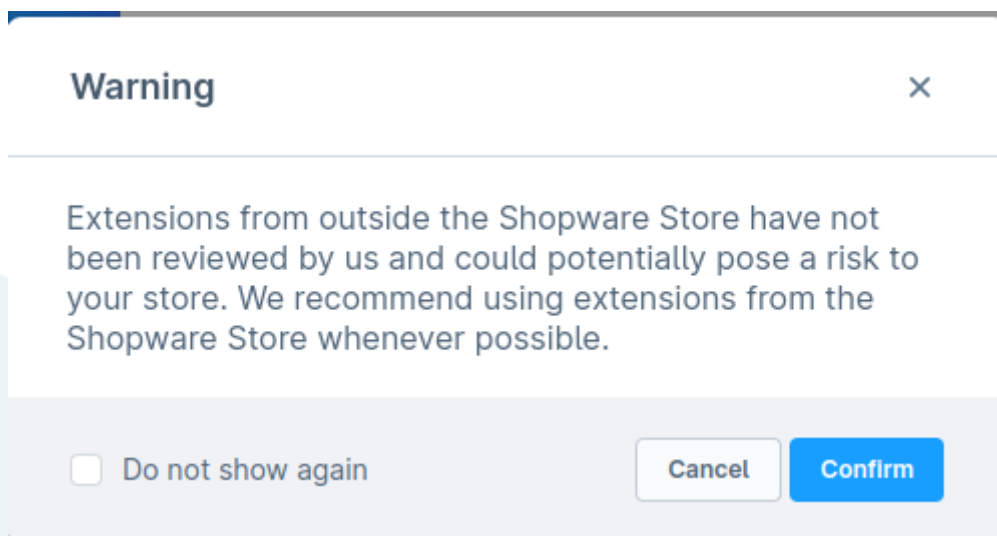 Warning
Extensions from outside the Shopware Store have not
been reviewed by us and could potentially pose a risk to
your store. We recommend using extensions from the
Shopware Store whenever possible.
Do not show again
Cancel
Confirm